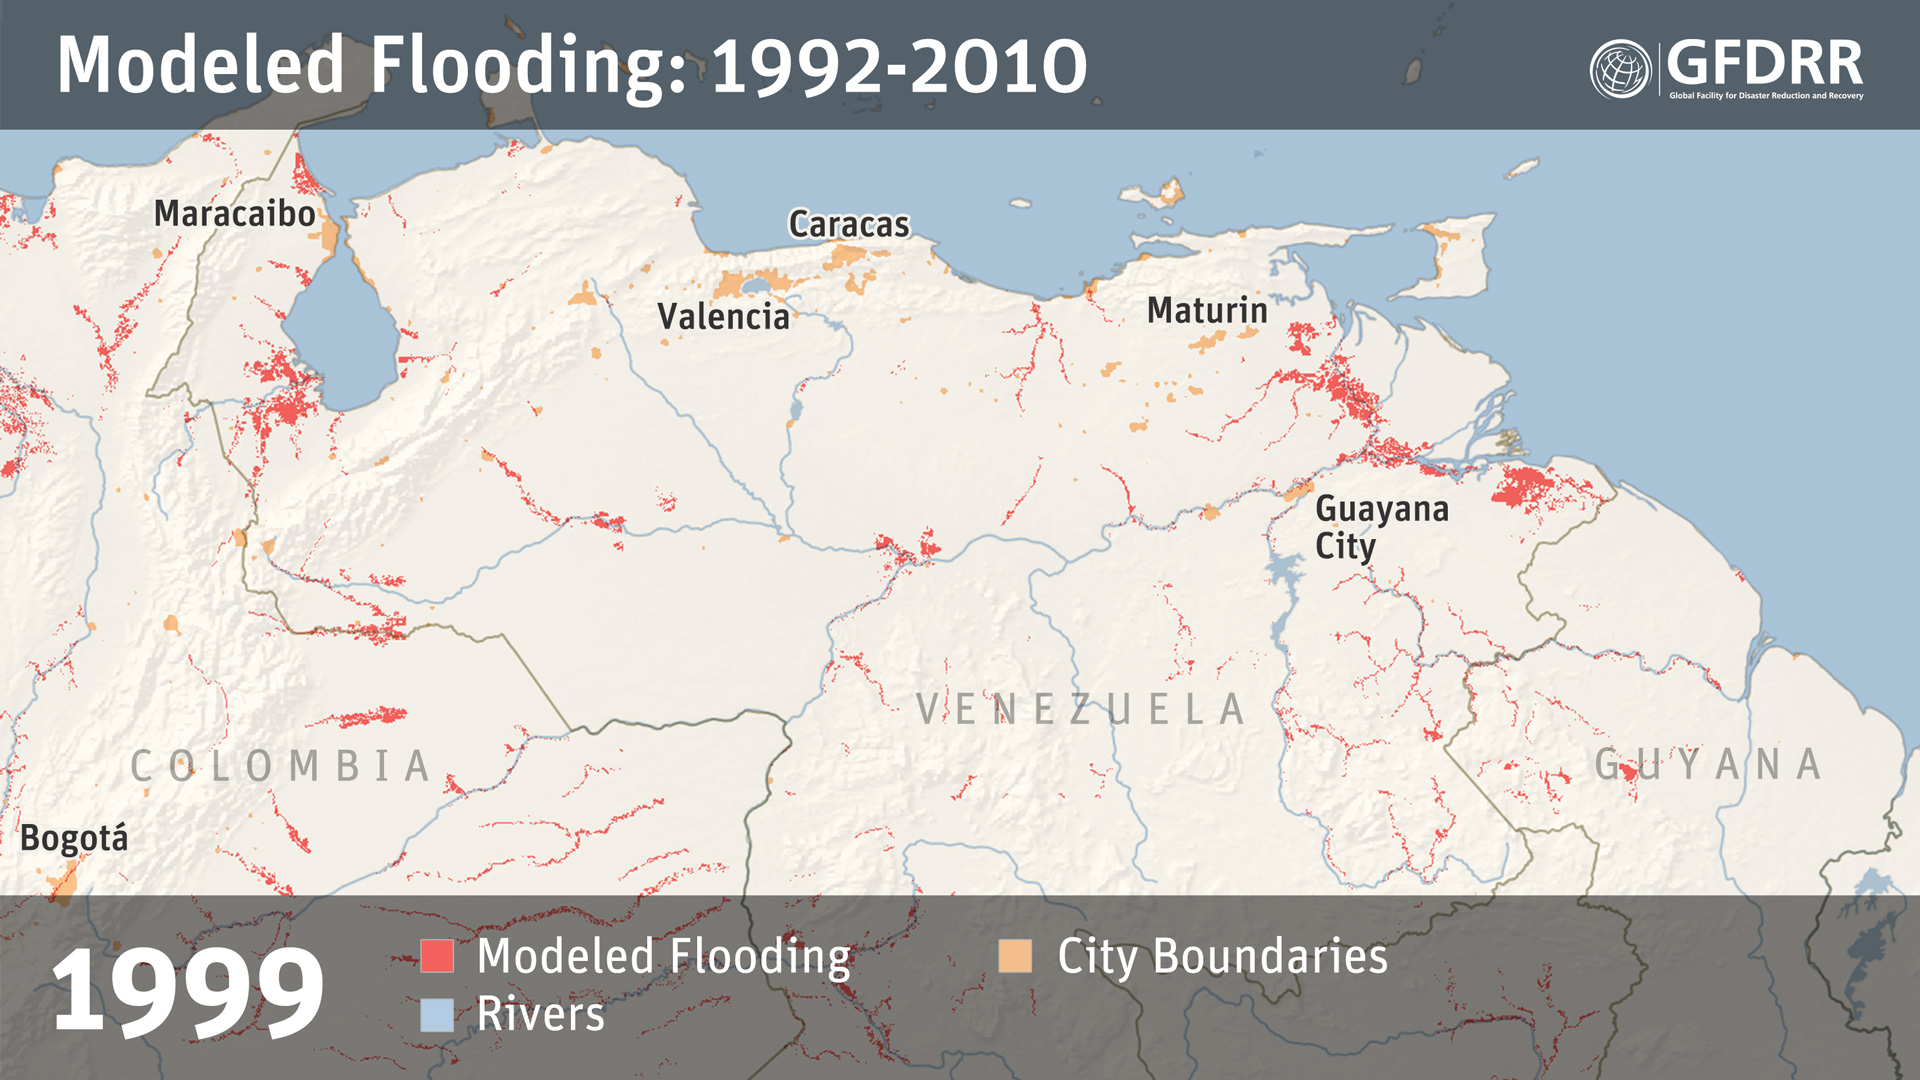 Modeled Flooding: 1992-2010
GFDRR
Global Facility for Disaster Reduction and Recovery
Maracaibo
Caracas
Valencia
Maturin
Guayana
City
VENEZUELA
COLOMBIA
GUYANA
Bogotá
1999
Modeled Flooding
City Boundaries
Rivers